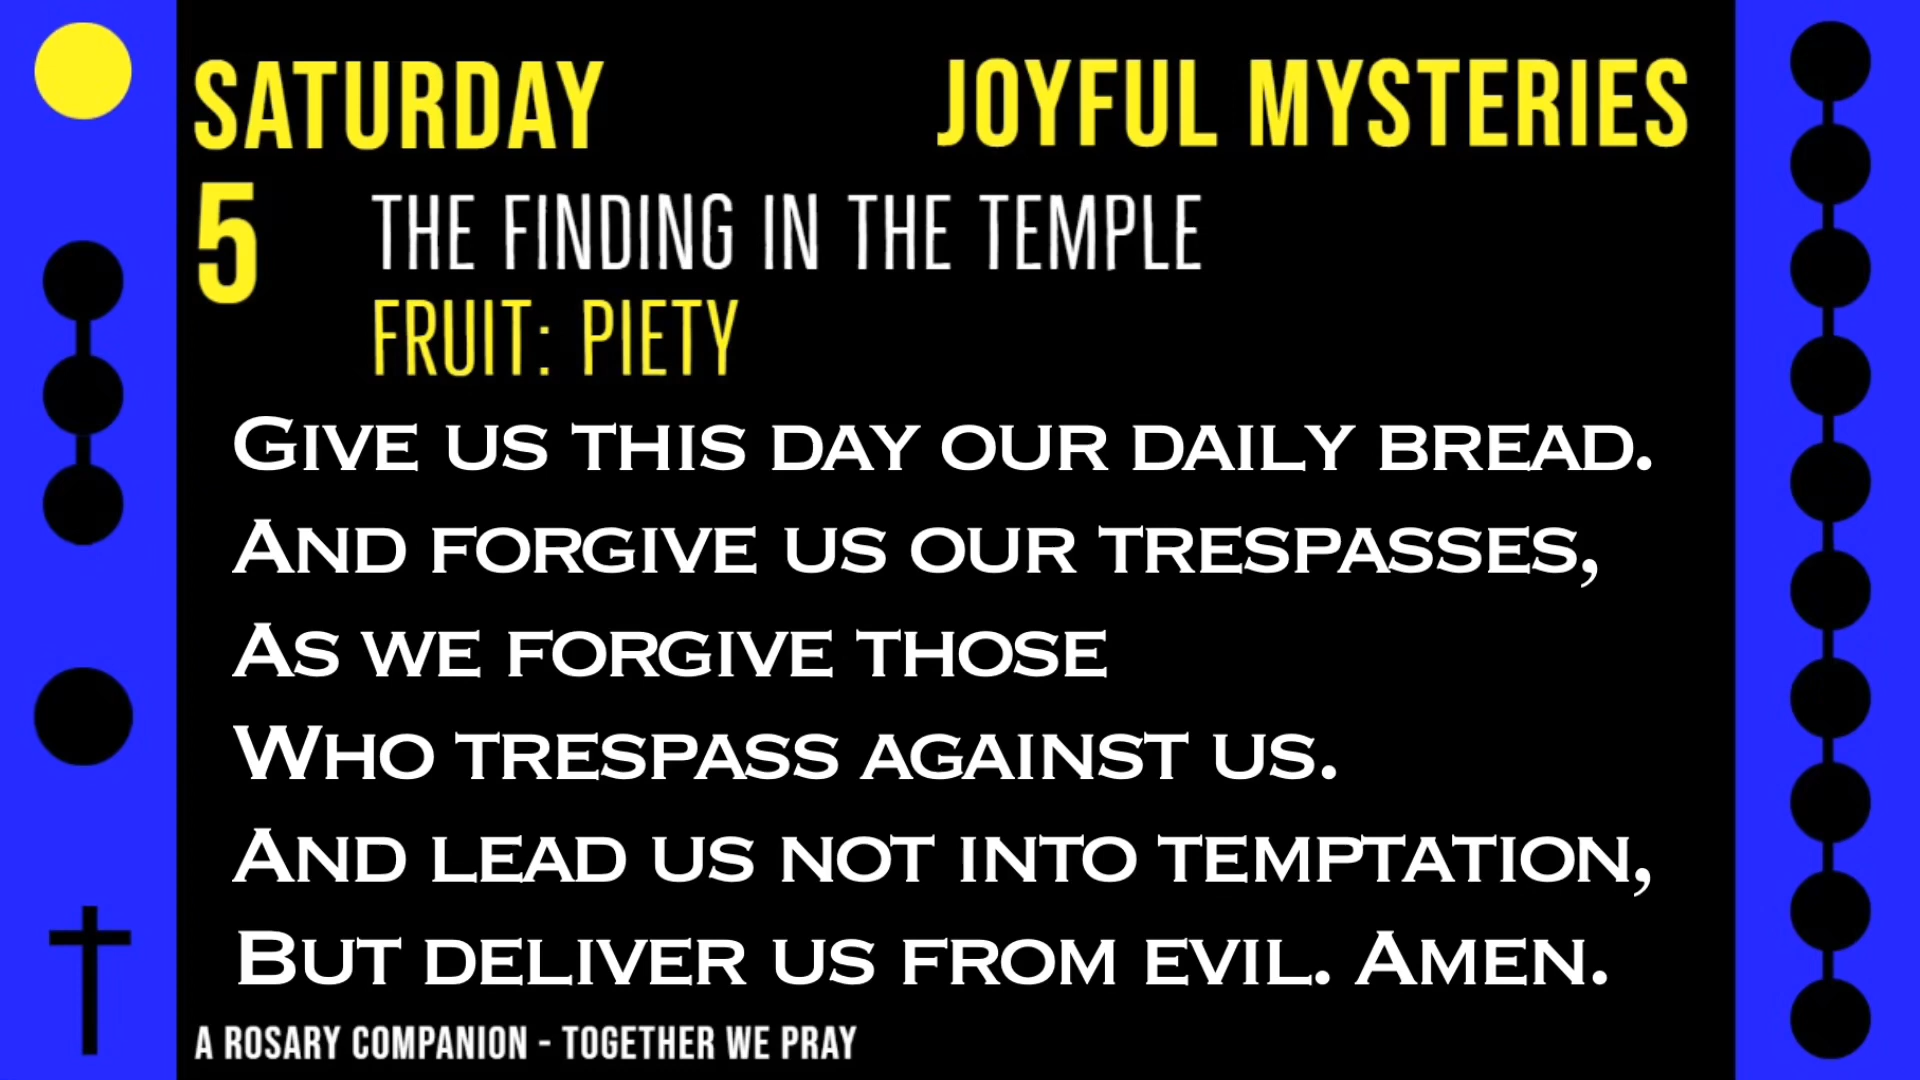 SATURDAY JOYFUL MYSTERIES
5 THE FINDING IN THE TEMPLE
FRUIT: PIETY
GIVE US THIS DAY OUR DAILY BREAD.
AND FORGIVE US OUR TRESPASSES,
AS WE FORGIVE THOSE
WHO TRESPASS AGAINST US.
AND LEAD US NOT INTO TEMPTATION,
BUT DELIVER US FROM EVIL. AMEN.
A ROSARY COMPANION - TOGETHER WE PRAY